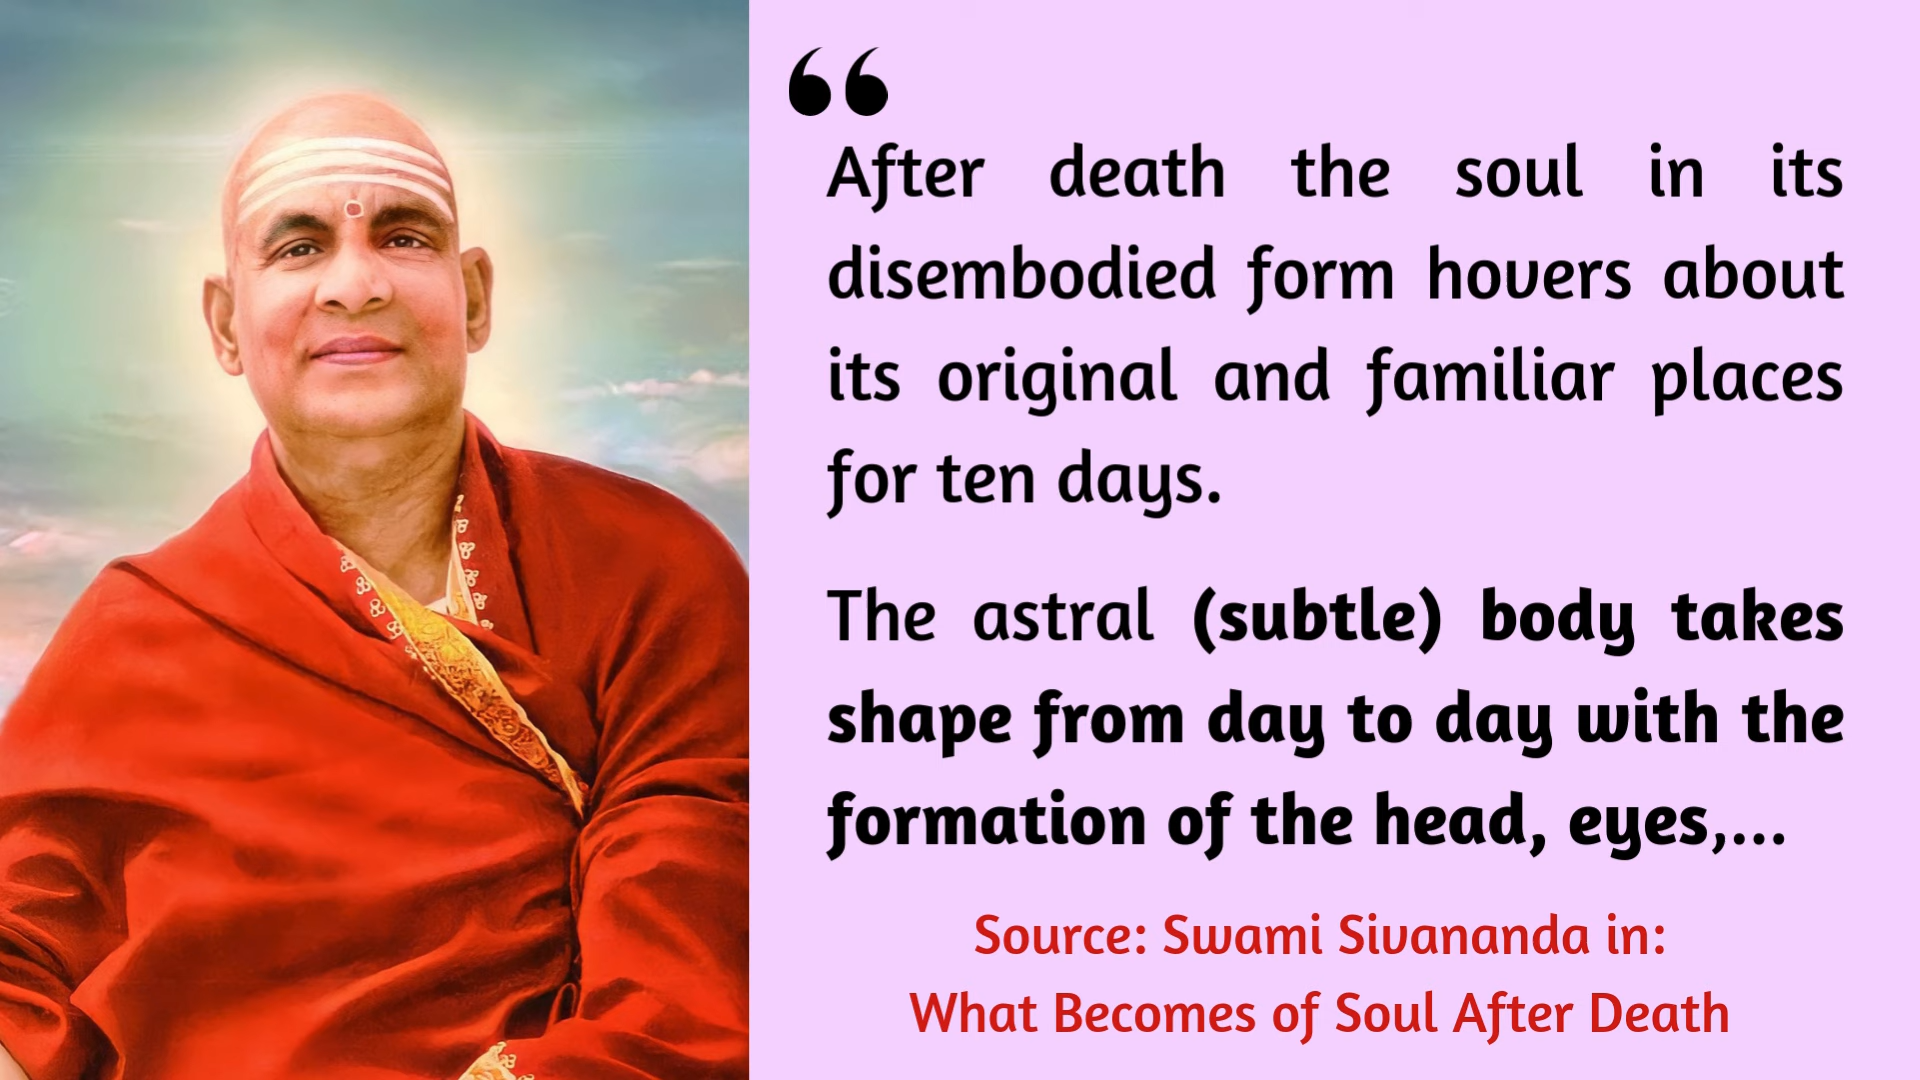 “
After death the soul in its
disembodied form hovers about
its original and familiar places
for ten days.
The astral (subtle) body takes
shape from day to day with the
formation of the head, eyes,...
Source: Swami Sivananda in:
What Becomes of Soul After Death